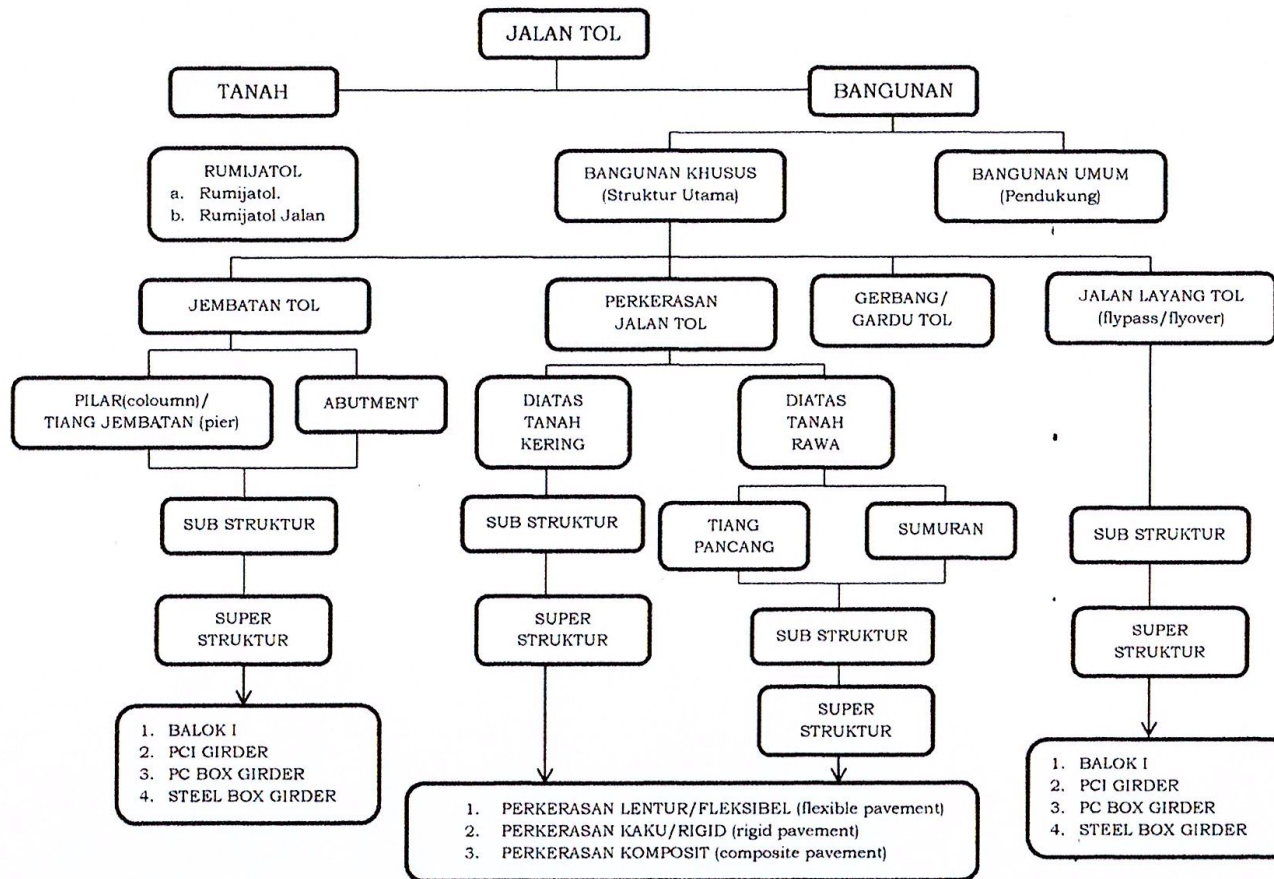 JALAN TOL
TANAH
BANGUNAN
RUMIJATOL
a. Rumijatol.
b. Rumijatol Jalan
BANGUNAN KHUSUS
(Struktur Utama)
BANGUNAN UMUM
(Pendukung)
JEMBATAN TOL
PERKERASAN
JALAN TOL
GERBANG/
GARDU TOL
JALAN LAYANG TOL
(flypass/flyover)
PILAR(coloumn)/
TIANG JEMBATAN (pier)
ABUTMENT
DIATAS
TANAH
KERING
DIATAS
TANAH
RAWA
SUB STRUKTUR
SUB STRUKTUR
TIANG
PANCANG
SUMURAN
SUB STRUKTUR
SUPER
STRUKTUR
SUPER
STRUKTUR
SUB STRUKTUR
SUPER
STRUKTUR
SUPER
STRUKTUR
1. BALOK I
2. PCI GIRDER
3. PC BOX GIRDER
4. STEEL BOX GIRDER
1. PERKERASAN LENTUR/FLEKSIBEL (flexible pavement)
2. PERKERASAN KAKU/RIGID (rigid pavement)
3. PERKERASAN KOMPOSIT (composite pavement)
1. BALOK I
2. PCI GIRDER
3. PC BOX GIRDER
4. STEEL BOX GIRDER